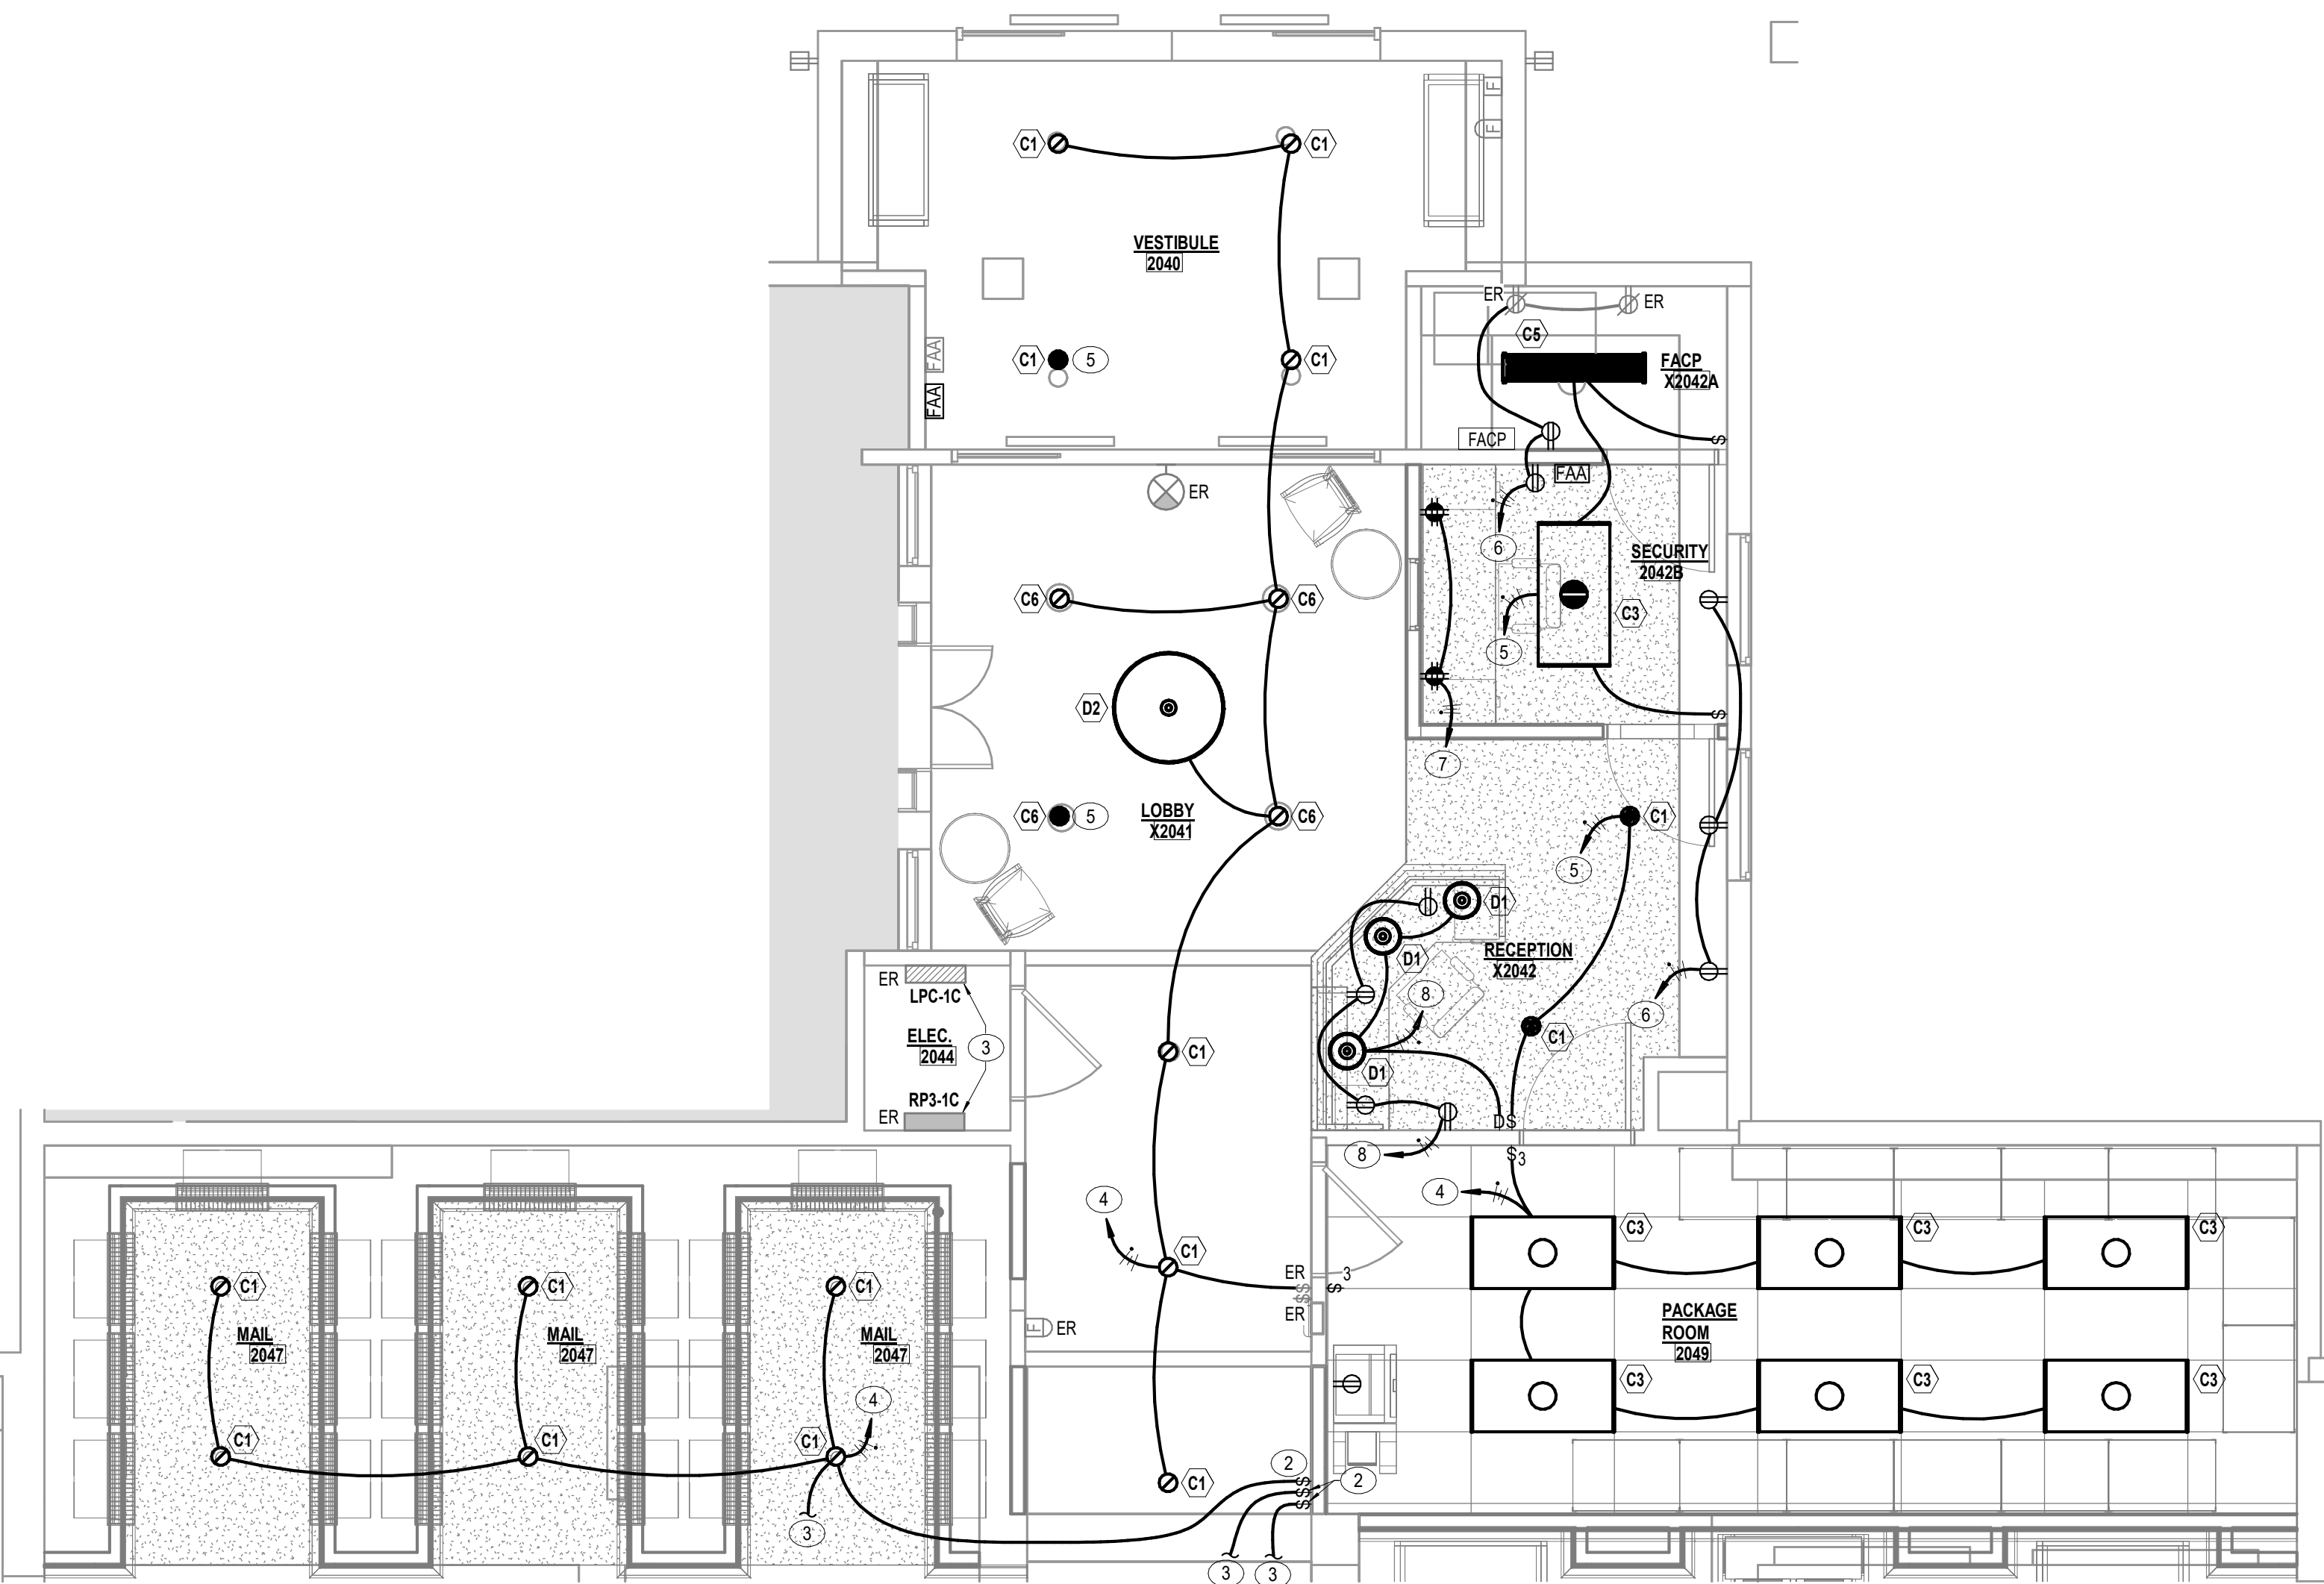 F
F
C1
C1
VESTIBULE
2040
C1
5
C1
FAA
FAA
ER
ER
C5
FACP
X2042A
FACP
FAA
ER
6
SECURITY
2042B
C6
C6
C3
5
D2
7
C6
5
LOBBY
X2041
C6
C1
5
D1
D1
RECEPTION
X2042
ER
LPC-1C
8
6
ELEC.
2044
3
C1
C1
D1
RP3-1C
ER
D$
8
$3
4
4
C3
C3
C3
C1
ER
3
$
$
$
C1
C1
C1
ER
F
ER
MAIL
2047
MAIL
2047
MAIL
2047
PACKAGE
ROOM
2049
C3
C3
C3
4
C1
C1
C1
2
2
C1
$
$
$
3
3
3
S
S